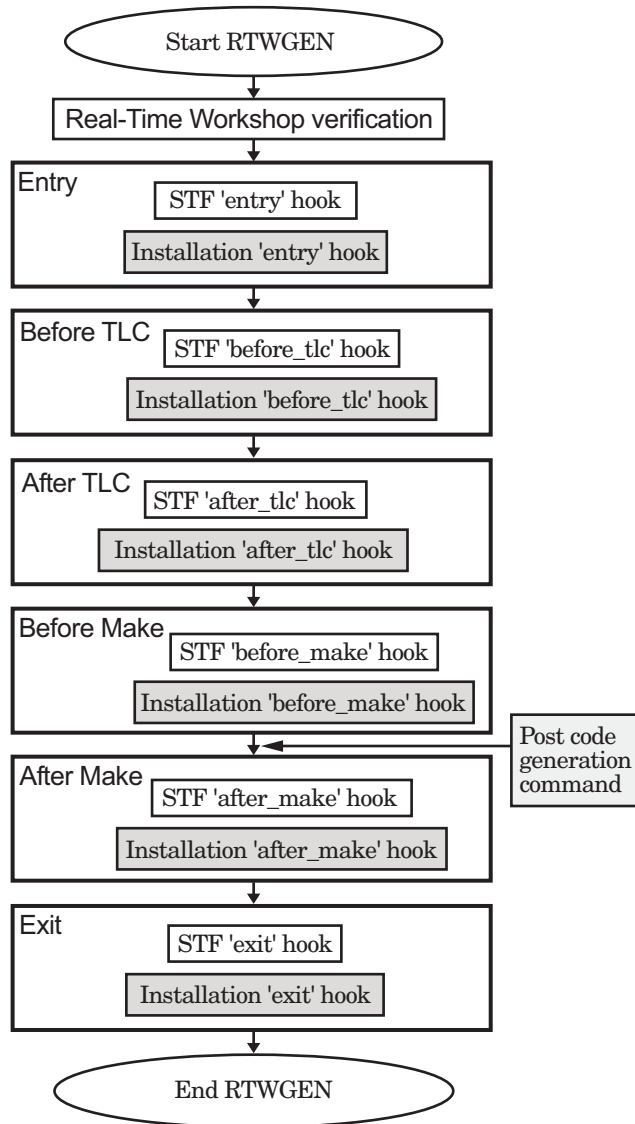 Start RTWGEN
Real-Time Workshop verification
Entry
STF 'entry' hook
Installation 'entry' hook
Before TLC
STF 'before_tlc' hook
Installation 'before_tlc' hook
After TLC
STF 'after_tlc' hook
Installation 'after_tlc' hook
Before Make
STF 'before_make' hook
Installation 'before_make' hook
Post code
generation
command
After Make
STF 'after_make' hook
Installation 'after_make' hook
Exit
STF 'exit' hook
Installation 'exit' hook
End RTWGEN